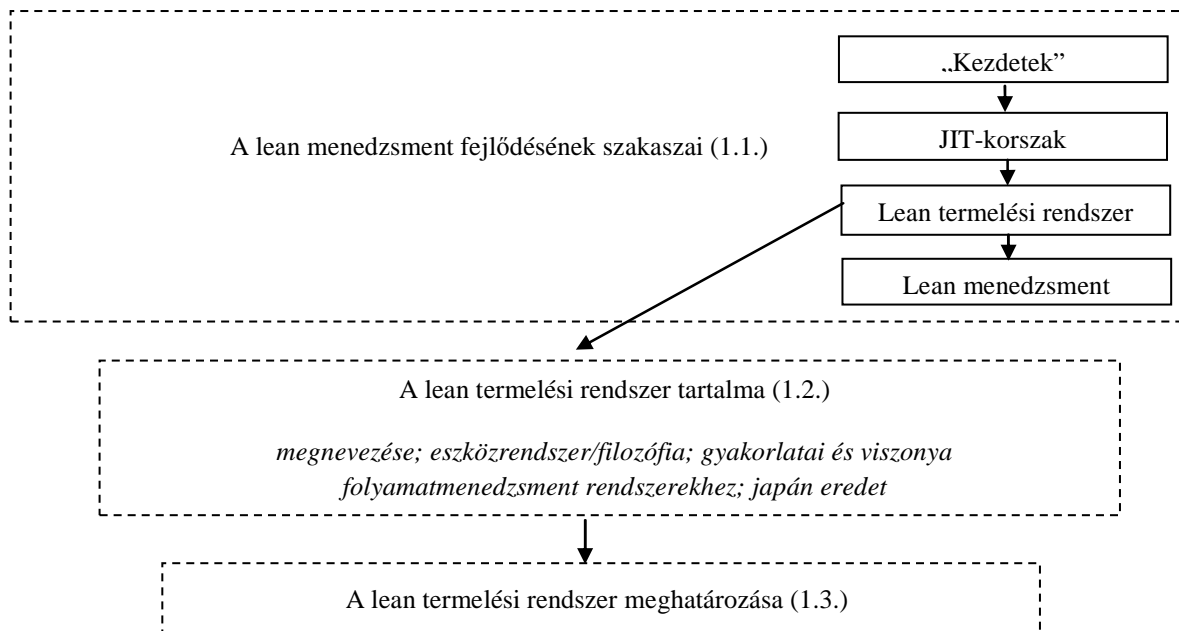 „Kezdetek”
A lean menedzsment fejlődésének szakaszai (1.1.)
JIT-korszak
Lean termelési rendszer
Lean menedzsment
A lean termelési rendszer tartalma (1.2.)
megnevezése; eszközrendszer/filozófia; gyakorlatai és viszonya
folyamatmenedzsment rendszerekhez; japán eredet
A lean termelési rendszer meghatározása (1.3.)